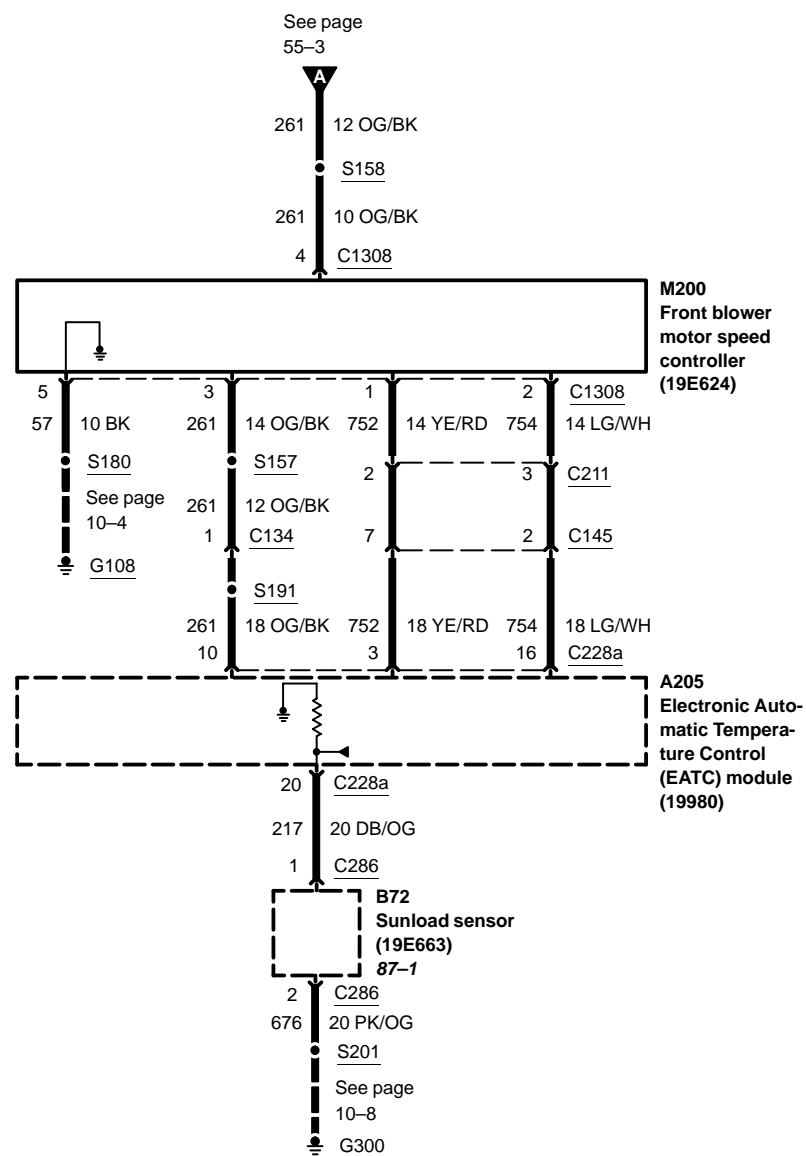 See page
55–3
A
261 12 OG/BK
S158
261 10 OG/BK
4 C1308
M200
Front blower
motor speed
controller
(19E624)
5 3 1 2 C1308
57 10 BK 261 14 OG/BK 752 14 YE/RD 754 14 LG/WH
S180 S157
2 3 C211
See page
10–4
261 12 OG/BK
1 C134 7 2 C145
G108
S191
261 18 OG/BK 752 18 YE/RD 754 18 LG/WH
10 3 16 C228a
A205
Electronic Auto-
matic Tempera-
ture Control
(EATC) module
(19980)
20 C228a
217 20 DB/OG
1 C286
B72
Sunload sensor
(19E663)
87–1
2 C286
676 20 PK/OG
S201
See page
10–8
G300